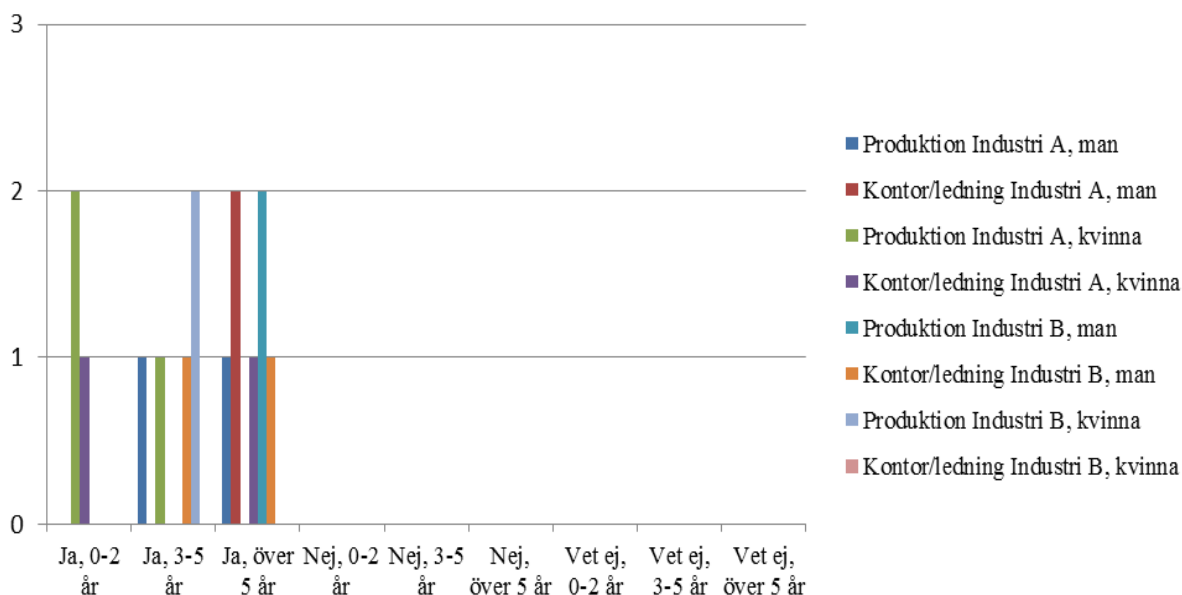 3
2
1
0
Ja, 0-2
år
Ja, 3-5
år
Ja, över
5 år
Nej, 0-2
år
Nej, 3-5
år
Nej,
över 5 år
Vet ej,
0-2 år
Vet ej,
3-5 år
Vet ej,
över 5 år
Produktion Industri A, man
Kontor/ledning Industri A, man
Produktion Industri A, kvinna
Kontor/ledning Industri A, kvinna
Produktion Industri B, man
Kontor/ledning Industri B, man
Produktion Industri B, kvinna
Kontor/ledning Industri B, kvinna